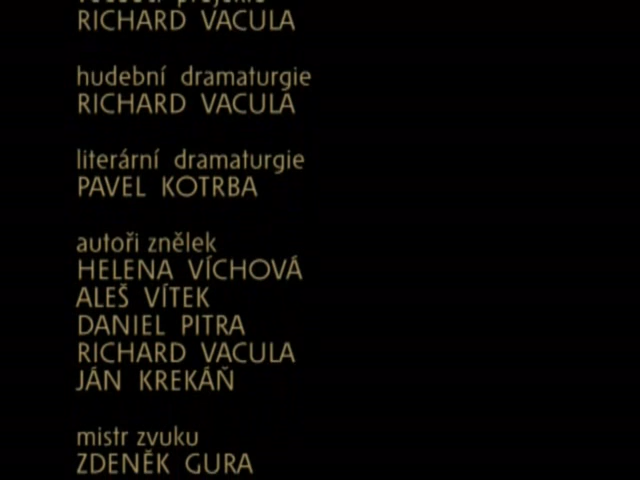 RICHARD VACULA
hudební dramaturgie
RICHARD VACULA
literární dramaturgie
PAVEL KOTRBA
autoři znělek
HELENA VÍCHOVÁ
ALEŠ VÍTEK
DANIEL PITRA
RICHARD VACULA
JÁN KREKÁŇ
mistr zvuku
ZDENĚK GURA